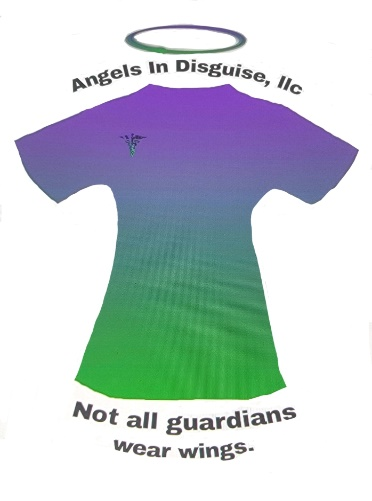 Angels In Disguise, llc
Not all guardians
wear wings.